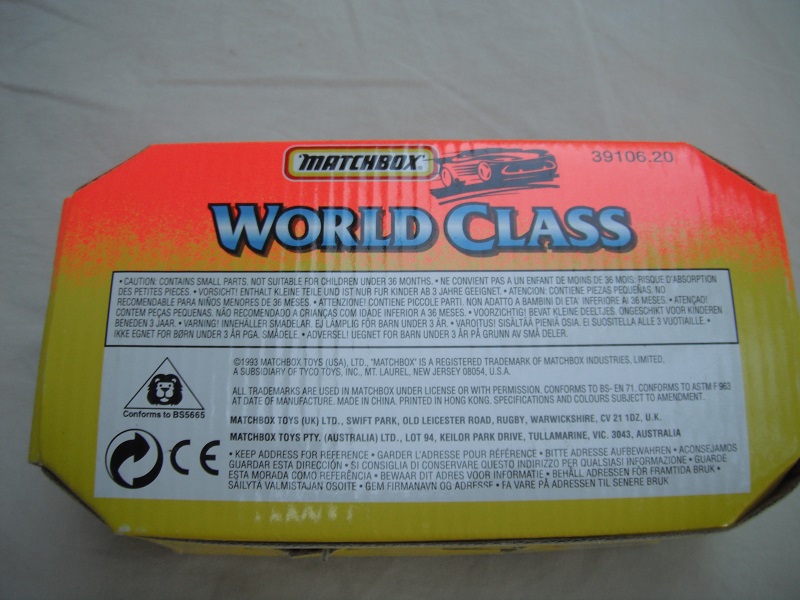 MATCHBOX
39106.20
WORLD CLASS
• CAUTION: CONTAINS SMALL PARTS. NOT SUITABLE FOR CHILDREN UNDER 36 MONTHS. • NE CONVIENT PAS A UN ENFANT DE MOINS DE 36 MOIS. RISQUE D'ABSORPTION
DES PETITES PIECES. • VORSICHT! ENTHALT KLEINE TEILE UND IST NUR FUR KINDER AB 3 JAHRE GEEIGNET. • ATENCION: CONTIENE PIEZAS PEQUEÑAS. NO
RECOMENDABLE PARA NIÑOS MENORES DE 36 MESES. • ATTENZIONE! CONTIENE PICCOLE PARTI. NON ADATTO A BAMBINI DI ETA' INFERIORE AI 36 MESES. • ATENÇAO!
CONTEM PEÇAS PEQUENAS. NÃO RECOMENDADO A CRIANÇAS COM IDADE INFERIOR A 36 MESES. • VOORZICHTIG! BEVAT KLEINE DEELTJES. ONGESCHIKT VOOR KINDEREN
BENEDEN 3 JAAR. • VARNING! INNEHÅLLER SMÅDELAR. EJ LÄMPLIG FÖR BARN UNDER 3 ÅR. • VAROITUS! SISÄLTÄÄ PIENIÄ OSIA. EI SUOSITELLA ALLE 3 VUOTIAILLE. •
IKKE EGNET FOR BØRN UNDER 3 ÅR PGA. SMÅDELE. • ADVERSEL! UEGNET FOR BARN UNDER 3 ÅR PÅ GRUNN AV SMÅ DELER.
©1993 MATCHBOX TOYS (USA), LTD., "MATCHBOX" IS A REGISTERED TRADEMARK OF MATCHBOX INDUSTRIES, LIMITED,
A SUBSIDIARY OF TYCO TOYS, INC., MT. LAUREL, NEW JERSEY 08054, U.S.A.
ALL TRADEMARKS ARE USED IN MATCHBOX UNDER LICENSE OR WITH PERMISSION. CONFORMS TO BS- EN 71. CONFORMS TO ASTM F 963
AT DATE OF MANUFACTURE. MADE IN CHINA. PRINTED IN HONG KONG. SPECIFICATIONS AND COLOURS SUBJECT TO AMENDMENT.
Conforms to BS5665
MATCHBOX TOYS (UK) LTD., SWIFT PARK, OLD LEICESTER ROAD, RUGBY, WARWICKSHIRE, CV 21 1DZ, U.K.
MATCHBOX TOYS PTY. (AUSTRALIA) LTD., LOT 94, KEILOR PARK DRIVE, TULLAMARINE, VIC. 3043, AUSTRALIA
CE
• KEEP ADDRESS FOR REFERENCE • GARDER L'ADRESSE POUR RÉFÉRENCE • BITTE ADRESSE AUFBEWAHREN • ACONSEJAMOS
GUARDAR ESTA DIRECCIÓN • SI CONSIGLIA DI CONSERVARE QUESTO INDIRIZZO PER QUALSIASI INFORMAZIONE • GUARDE
ESTA MORADA COMO REFERÊNCIA • BEWAAR DIT ADRES VOOR INFORMATIE • BEHÅLL ADRESSEN FÖR FRAMTIDA BRUK •
SÄILYTÄ VALMISTAJAN OSOITE • GEM FIRMANAVN OG ADRESSE • TA VARE PÅ ADRESSEN TIL SENERE BRUK